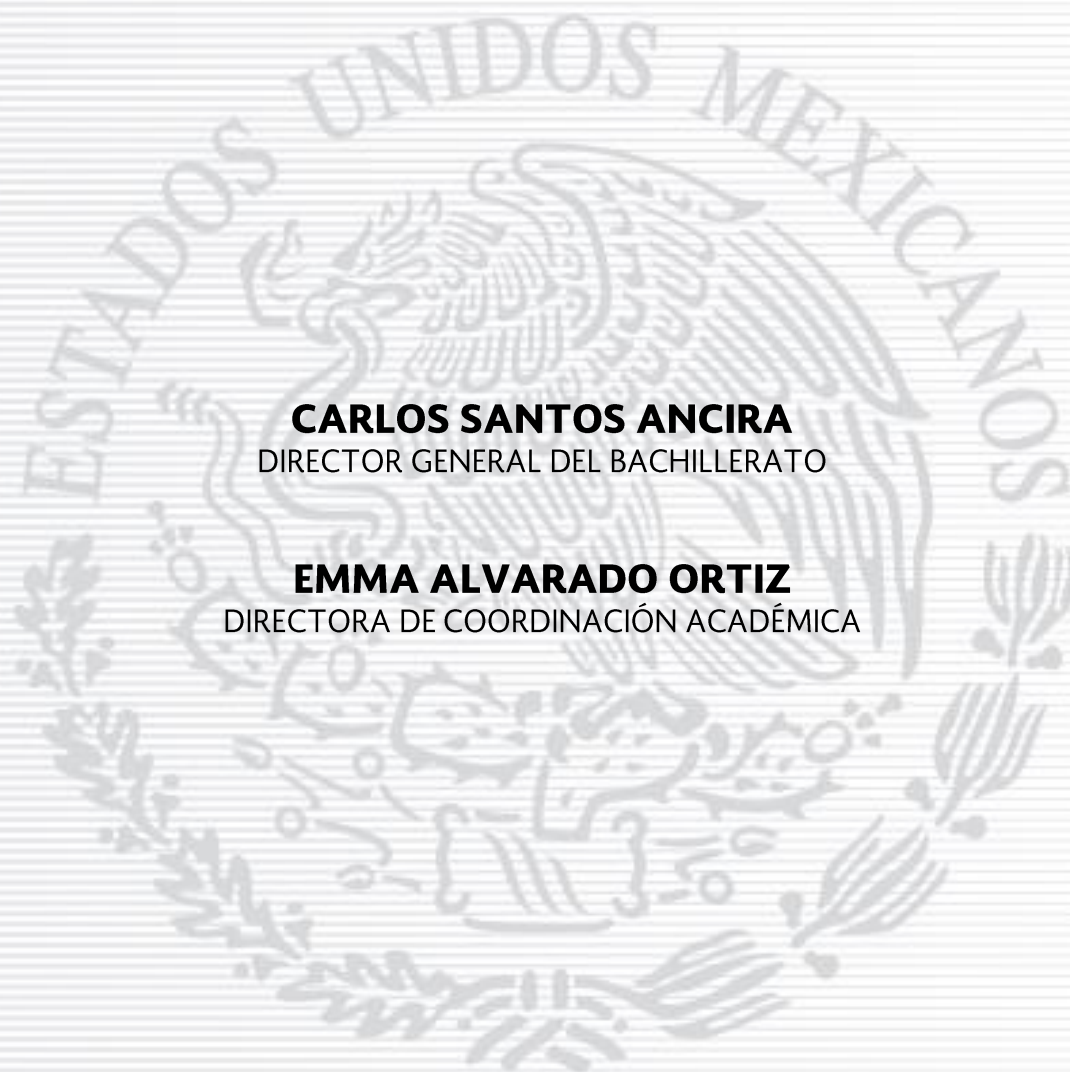 ESTADOS UNIDOS MEXICANOS
CARLOS SANTOS ANCIRA
DIRECTOR GENERAL DEL BACHILLERATO
EMMA ALVARADO ORTIZ
DIRECTORA DE COORDINACIÓN ACADÉMICA